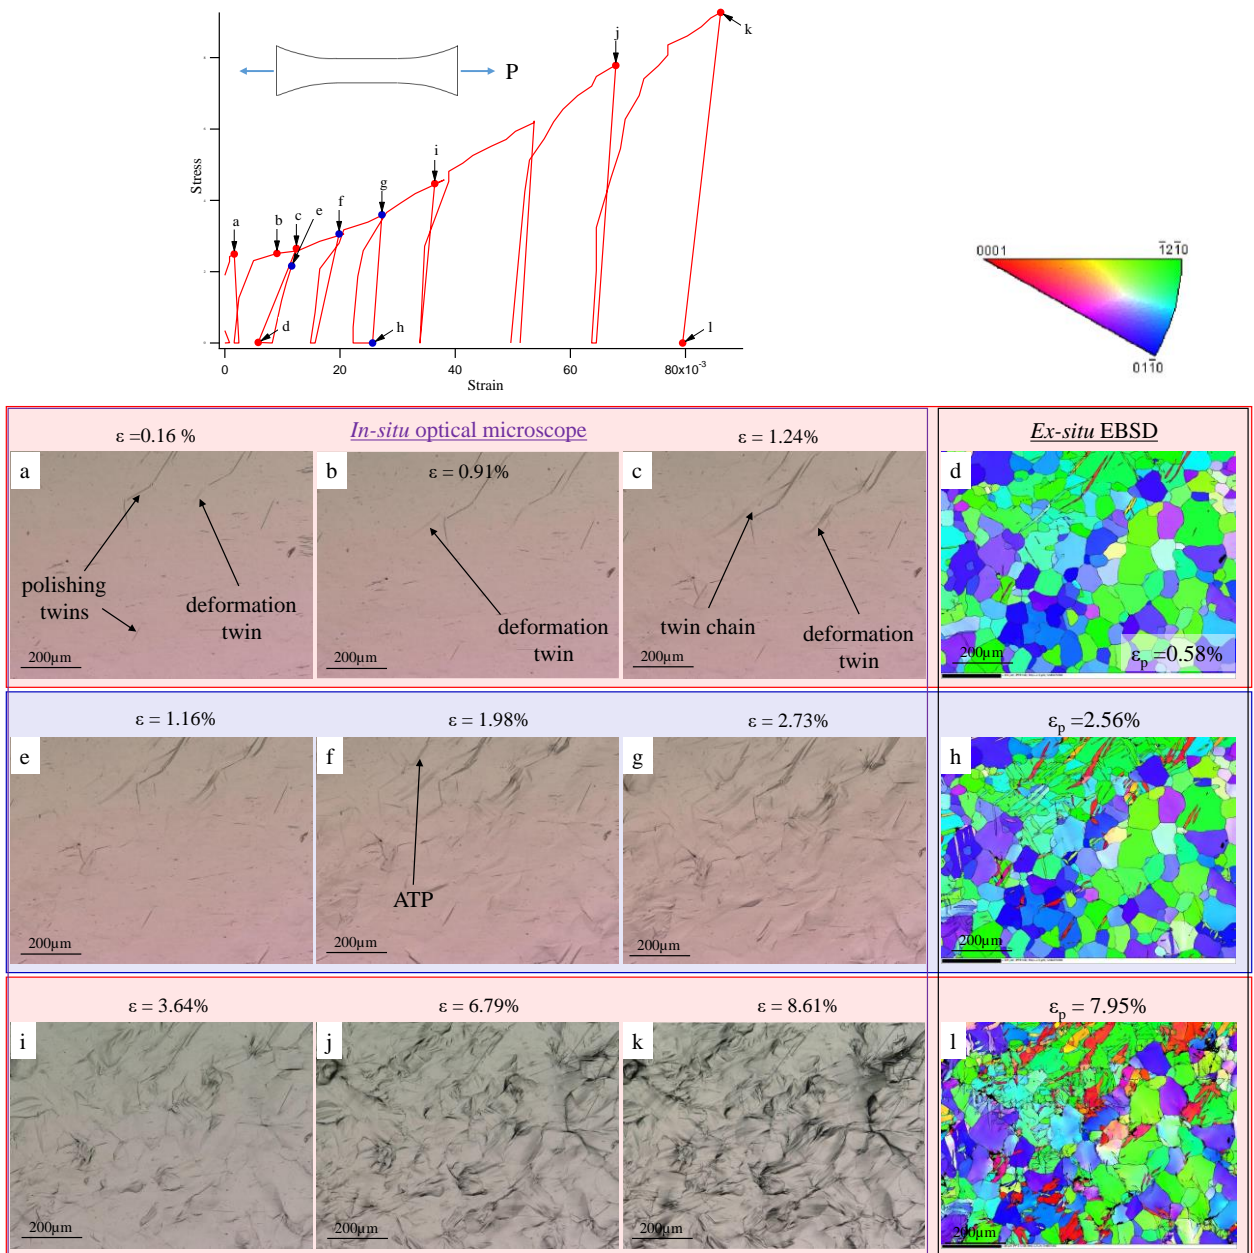 j
k
P
i
g
f
e
c
b
a
Stress
d
h
l
0
20
40
60
80x10⁻³
Strain
0001
1̅21̅0
011̅0
ε =0.16 %
In-situ optical microscope
ε = 1.24%
Ex-situ EBSD
a
b
ε = 0.91%
c
d
polishing
twins
deformation
twin
deformation
twin
twin chain
deformation
twin
200µm
200µm
200µm
200µm
εp =0.58%
ε = 1.16%
ε = 1.98%
ε = 2.73%
εp =2.56%
e
f
g
h
ATP
200µm
200µm
200µm
200µm
ε = 3.64%
ε = 6.79%
ε = 8.61%
εp = 7.95%
i
j
k
l
200µm
200µm
200µm
200µm